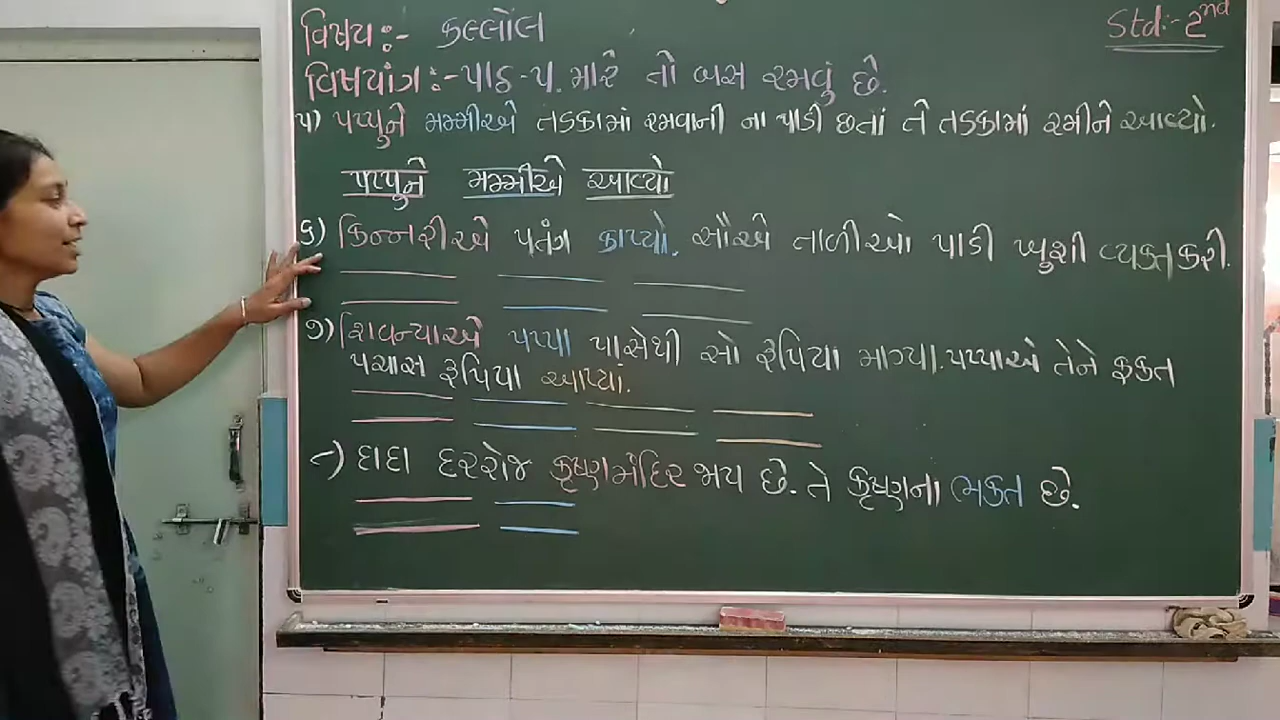 વિષય:- કલ્લોલ
Std:- 2nd
વિષયાંગ:- પાઠ-૫. મારે તો બસ રમવું છે.
૫) પપ્પુને મમ્મીએ તડકામાં રમવાની ના પાડી છતાં તે તડકામાં રમીને આવ્યો.
પપ્પુને મમ્મીએ આવ્યો
૬) કિન્નરીએ પતંગ કાપ્યો. સૌએ તાળીઓ પાડી ખુશી વ્યક્ત કરી.
૭) શિવન્યાએ પપ્પા પાસેથી સો રૂપિયા માગ્યા. પપ્પાએ તેને ફક્ત
પચાસ રૂપિયા આપ્યા.
૮) દાદા દરરોજ કૃષ્ણમંદિર જાય છે. તે કૃષ્ણના ભક્ત છે.